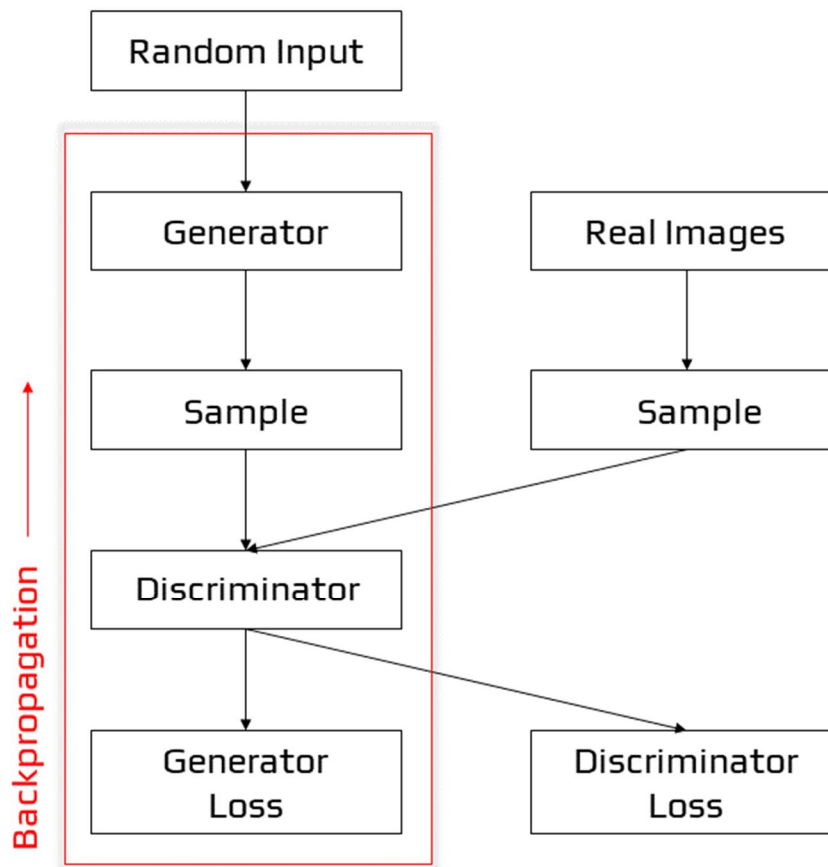 Random Input
Generator
Real Images
Sample
Sample
Discriminator
Generator
Loss
Discriminator
Loss
Backpropagation